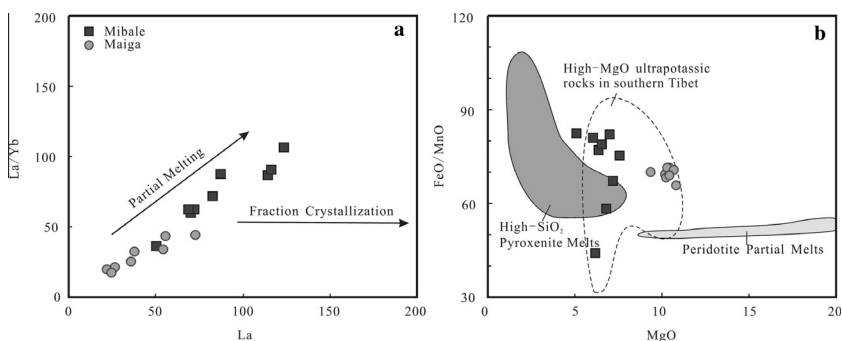 200
150
100
50
0
La/Yb
0
50
100
150
200
La
Mibale
Maiga
a
Partial Melting
Fraction Crystallization
120
90
60
30
FeO/MnO
0
5
10
15
20
MgO
b
High-MgO ultrapotassic
rocks in southern Tibet
High-SiO₂
Pyroxenite Melts
Peridotite Partial Melts